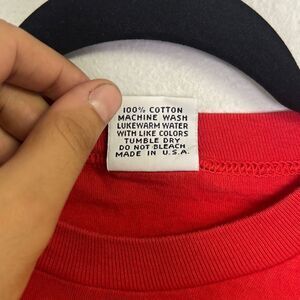 100% COTTON
MACHINE WASH
LUKEWARM WATER
WITH LIKE COLORS
TUMBLE DRY
DO NOT BLEACH
MADE IN U.S.A.